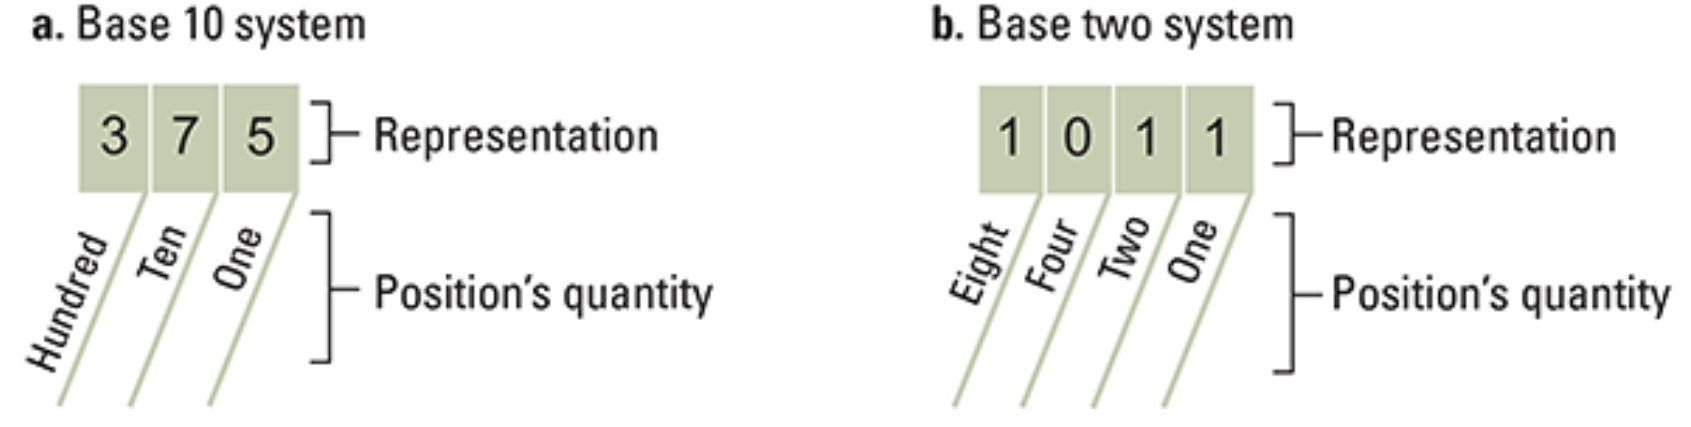 a. Base 10 system
3 7 5
Representation
Hundred
Ten
One
Position's quantity
b. Base two system
1 0 1 1
Representation
Eight
Four
Two
One
Position's quantity